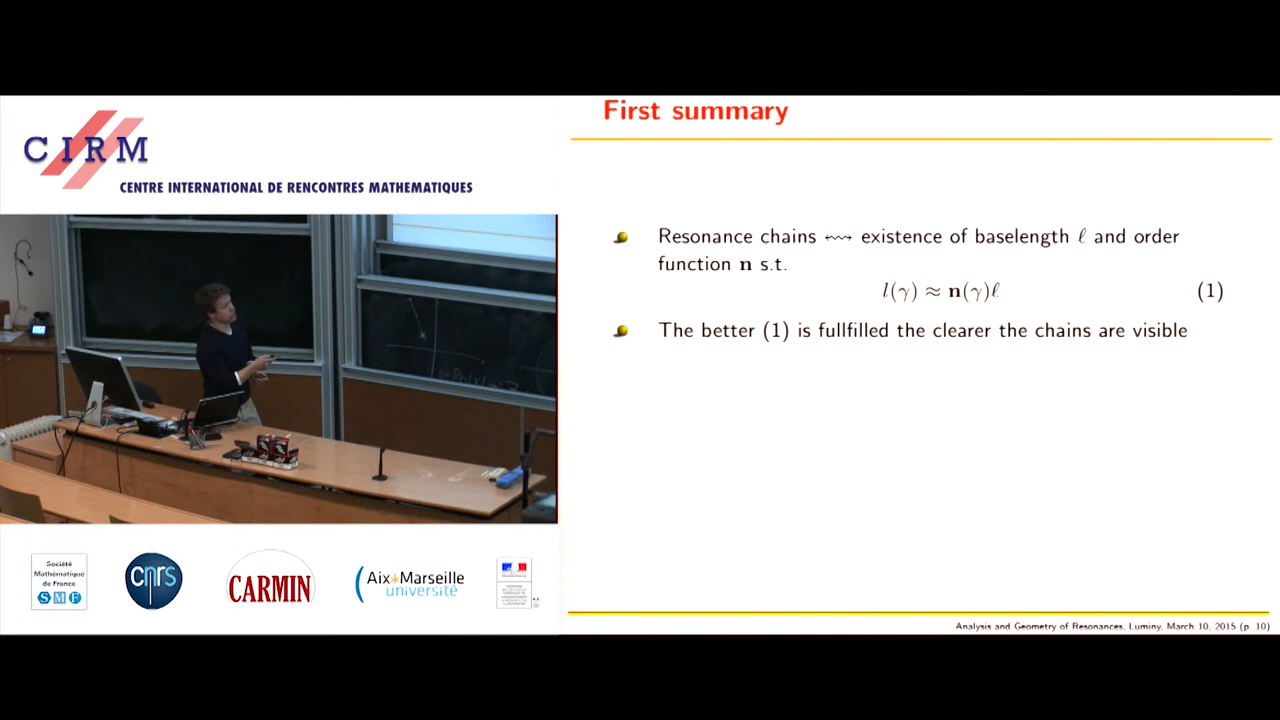 First summary
CIRM
CENTRE INTERNATIONAL DE RENCONTRES MATHEMATIQUES
Resonance chains ⇝ existence of baselength ℓ and order
function n s.t.
l(γ) ≈ n(γ)ℓ (1)
The better (1) is fullfilled the clearer the chains are visible
Société
Mathématique
de France
SMF
cnrs
CARMIN
Aix*Marseille
université
Analysis and Geometry of Resonances, Luminy, March 10, 2015 (p. 10)